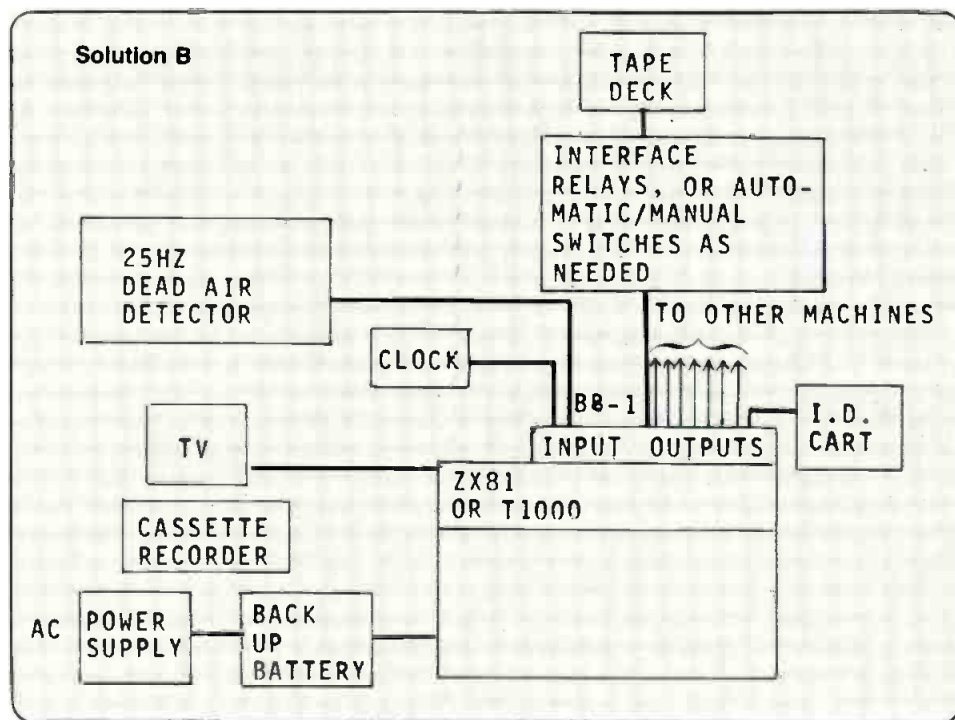 Solution B
TAPE
DECK
INTERFACE
RELAYS, OR AUTO-
MATIC/MANUAL
SWITCHES AS
NEEDED
25HZ
DEAD AIR
DETECTOR
TO OTHER MACHINES
CLOCK
B8-1
I.D.
CART
INPUT OUTPUTS
TV
ZX81
OR T1000
CASSETTE
RECORDER
AC
POWER
SUPPLY
BACK
UP
BATTERY